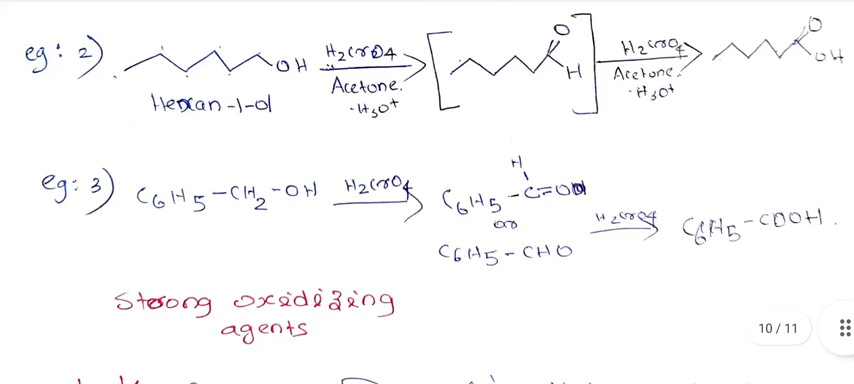 eg: 2) OH H2CrO4 Acetone. H3O+ O H H2CrO4 Acetone. H3O+ O OH
Hexan-1-ol
eg: 3) C6H5-CH2-OH H2CrO4 H C6H5-C=O
or
C6H5-CHO H2CrO4 C6H5-COOH.
Strong oxidizing
agents
10 / 11